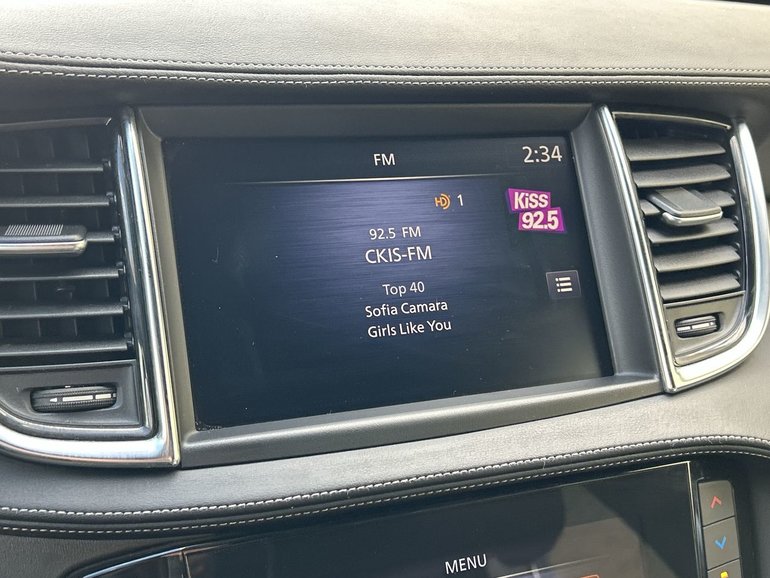 FM
2:34
HD 1
KiSS
92.5
92.5 FM
CKIS-FM
Top 40
Sofia Camara
Girls Like You
MENU